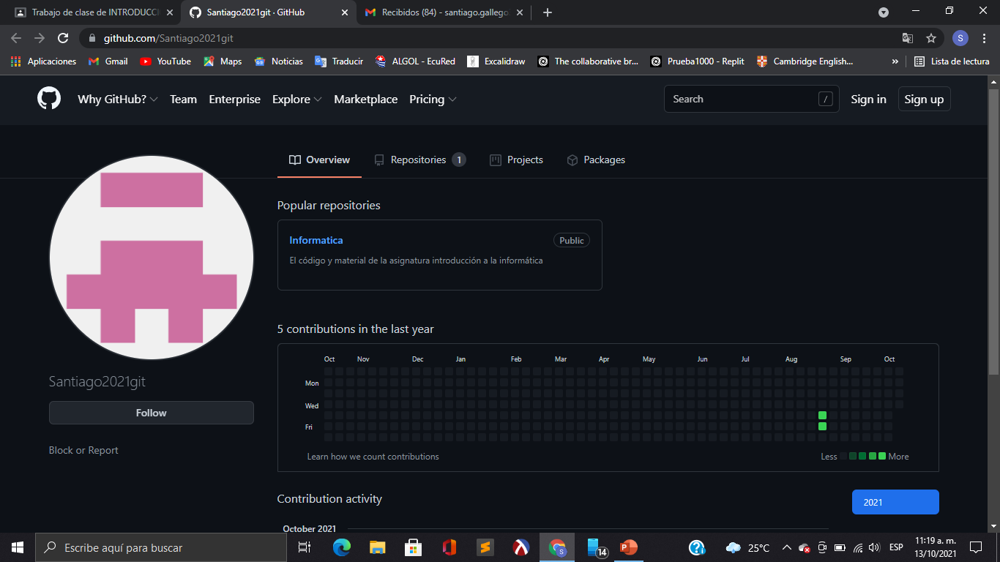 Trabajo de clase de INTRODUCCI
Santiago2021git · GitHub
Recibidos (84) - santiago.gallego
github.com/Santiago2021git
S
Aplicaciones
Gmail
YouTube
Maps
Noticias
Traducir
ALGOL - EcuRed
Excalidraw
The collaborative br...
Prueba1000 - Replit
Cambridge English...
»
Lista de lectura
Why GitHub?
Team
Enterprise
Explore
Marketplace
Pricing
Search
/
Sign in
Sign up
Overview
Repositories 1
Projects
Packages
Popular repositories
Informatica
Public
El código y material de la asignatura introducción a la informática
5 contributions in the last year
Oct Nov Dec Jan Feb Mar Apr May Jun Jul Aug Sep Oct
Mon
Wed
Fri
Learn how we count contributions
Less
More
Santiago2021git
Follow
Block or Report
Contribution activity
2021
October 2021
Escribe aquí para buscar
S
14
25°C
ESP
11:19 a. m.
13/10/2021